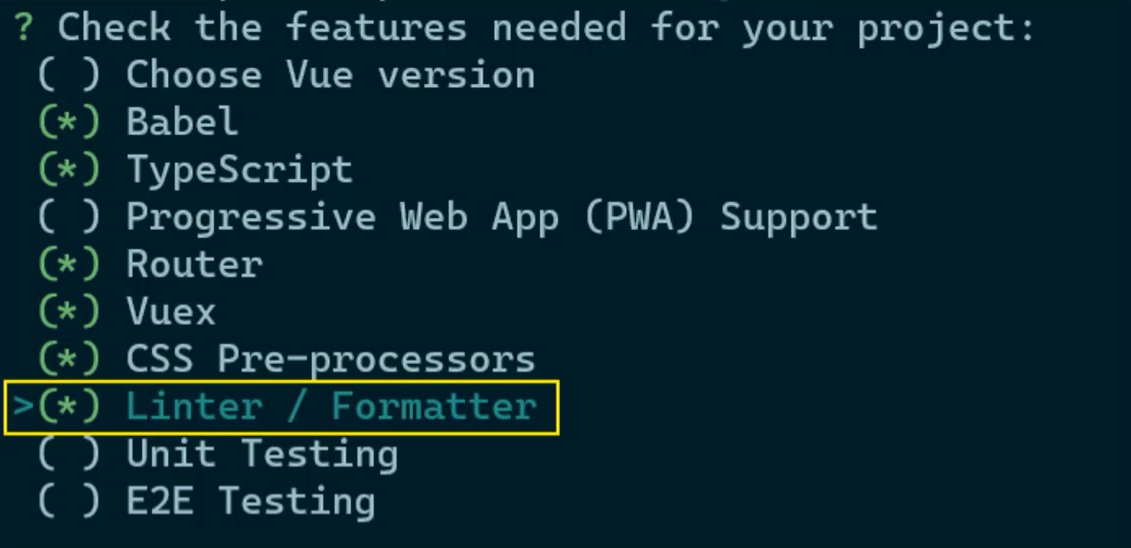 ? Check the features needed for your project:
( ) Choose Vue version
(*) Babel
(*) TypeScript
( ) Progressive Web App (PWA) Support
(*) Router
(*) Vuex
(*) CSS Pre-processors
>(*) Linter / Formatter
( ) Unit Testing
( ) E2E Testing